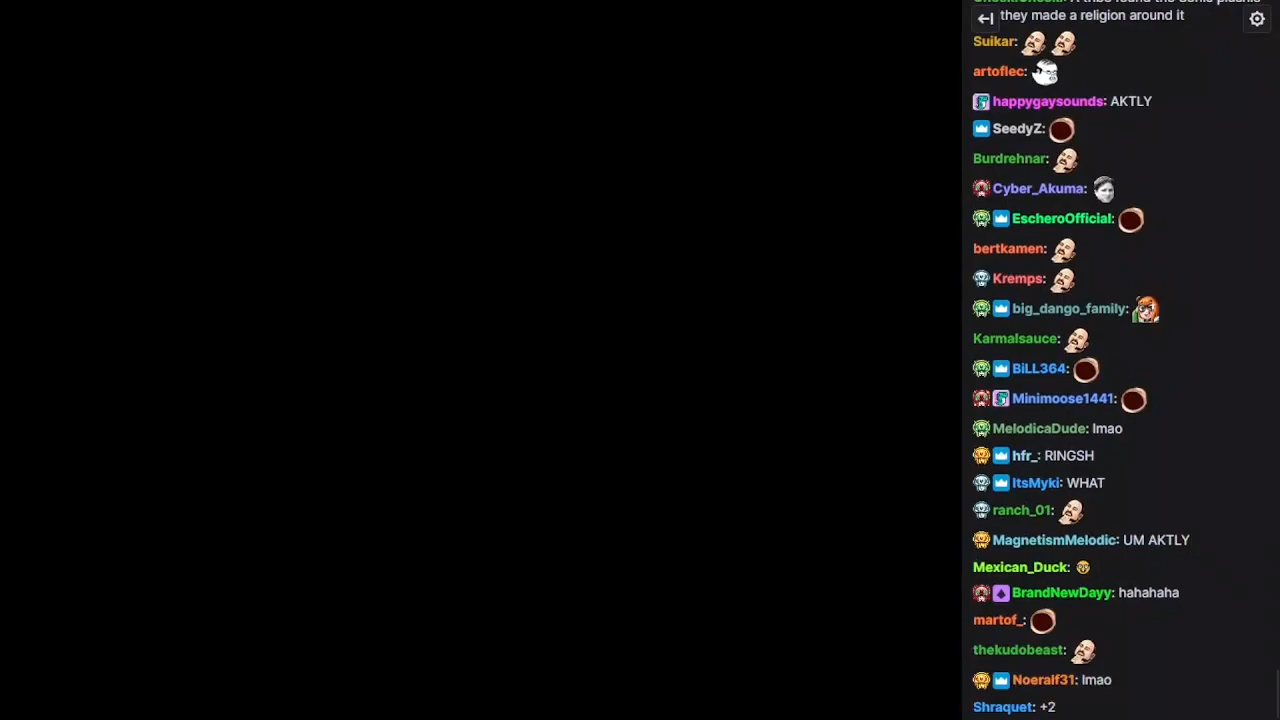 they made a religion around it
Suikar:
artoflec:
happygaysounds: AKTLY
SeedyZ:
Burdrehnar:
Cyber_Akuma:
EscheroOfficial:
bertkamen:
Kremps:
big_dango_family:
Karmalsauce:
BiLL364:
Minimoose1441:
MelodicaDude: lmao
hfr_: RINGSH
ItsMyki: WHAT
ranch_01:
MagnetismMelodic: UM AKTLY
Mexican_Duck:
BrandNewDayy: hahahaha
martof_:
thekudobeast:
Noeralf31: lmao
Shraquet: +2